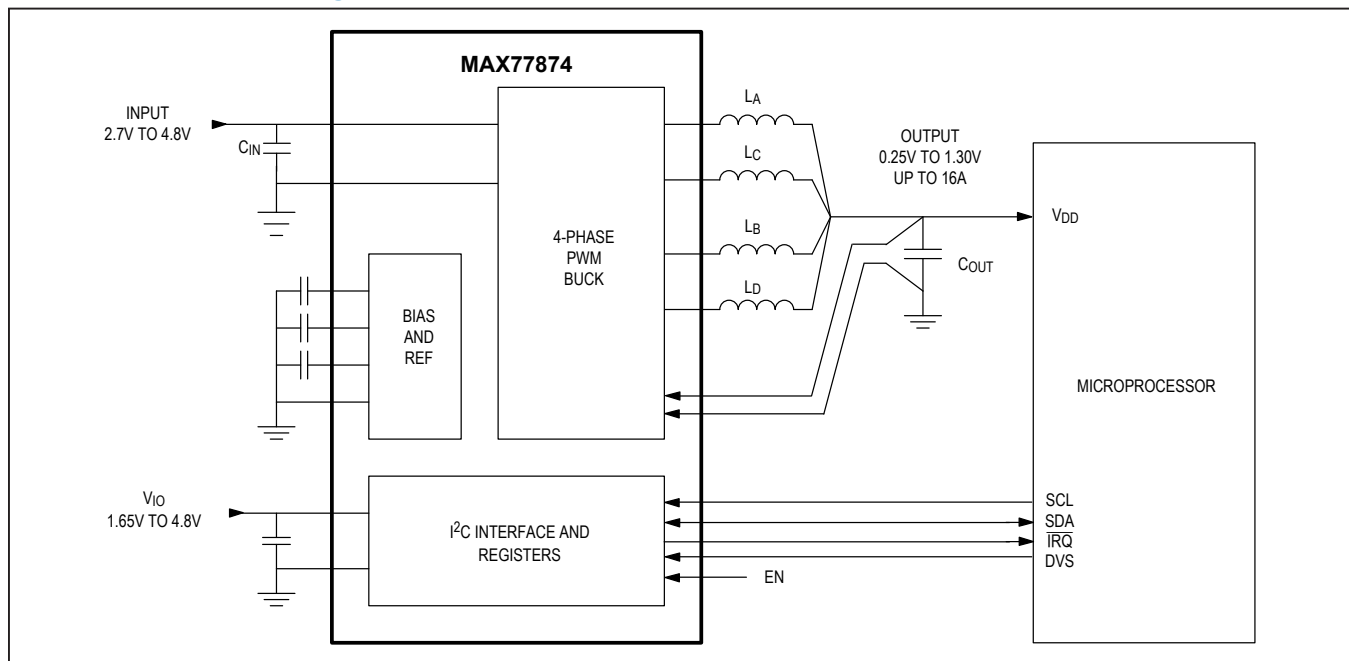 MAX77874
INPUT
2.7V TO 4.8V
CIN
LA
LC
LB
LD
4-PHASE
PWM
BUCK
OUTPUT
0.25V TO 1.30V
UP TO 16A
COUT
VDD
MICROPROCESSOR
BIAS
AND
REF
VIO
1.65V TO 4.8V
I2C INTERFACE AND
REGISTERS
SCL
SDA
IRQ
DVS
EN